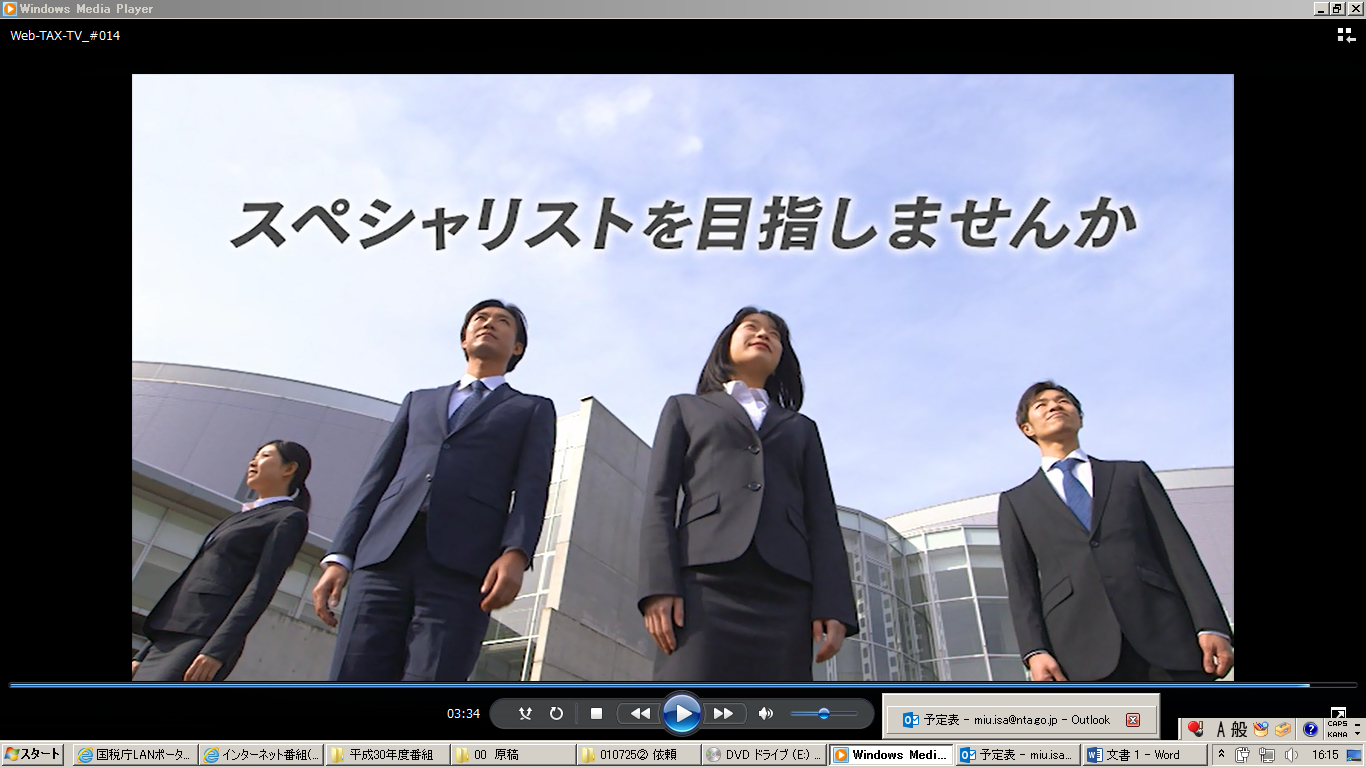 Windows Media Player
Web-TAX-TV_#014
スペシャリストを目指しませんか
03:34
予定表 - miu.isa@nta.go.jp - Outlook
A 般
CAPS
KANA
スタート
国税庁LANポータ...
インターネット番組(...
平成30年度番組
00 原稿
010725② 依頼
DVD ドライブ (E:) ...
Windows Medi...
予定表 - miu.isa...
文書 1 - Word
16:15